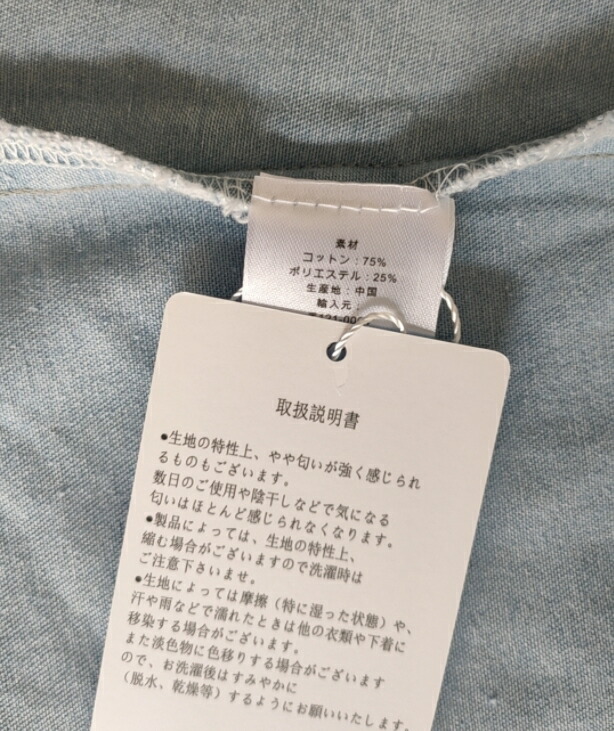 素材
コットン：75%
ポリエステル：25%
生産地：中国
輸入元：
取扱説明書
●生地の特性上、やや匂いが強く感じられ
るものもございます。
数日のご使用や陰干しなどで気になる
匂いはほとんど感じられなくなります。
●製品によっては、生地の特性上、
縮む場合がございますので洗濯時は
ご注意下さいませ。
●生地によっては摩擦（特に湿った状態）や、
汗や雨などで濡れたときは他の衣類や下着に
移染する場合がございます。
また淡色物に色移りする場合がございます
ので、お洗濯後はすみやかに
（脱水、乾燥等）するようにお願いいたします。